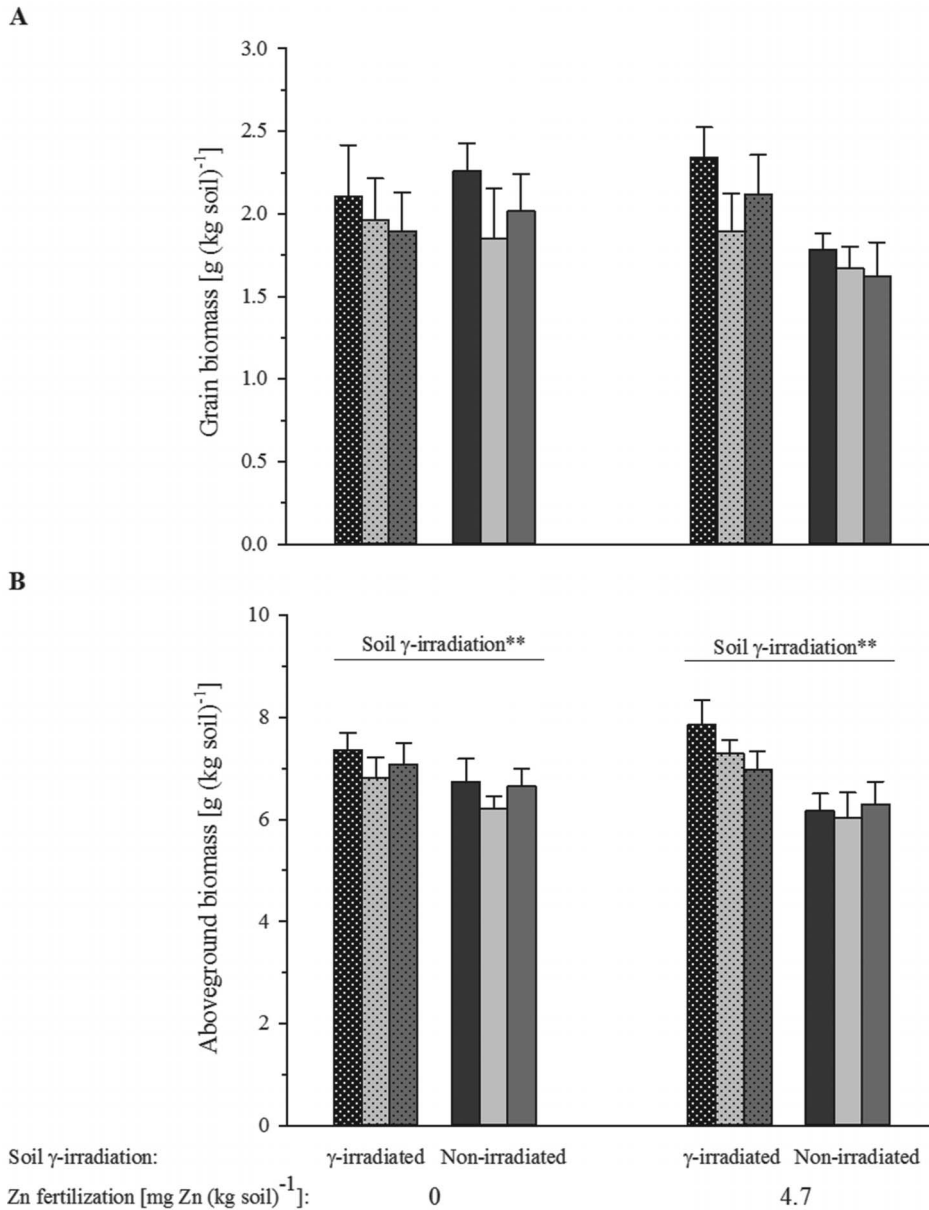 A
3.0
2.5
2.0
1.5
1.0
0.5
0.0
Grain biomass [g (kg soil)-1]
B
10
8
6
4
2
0
Aboveground biomass [g (kg soil)-1]
Soil γ-irradiation** Soil γ-irradiation**
Soil γ-irradiation: γ-irradiated Non-irradiated γ-irradiated Non-irradiated
Zn fertilization [mg Zn (kg soil)-1]: 0 4.7